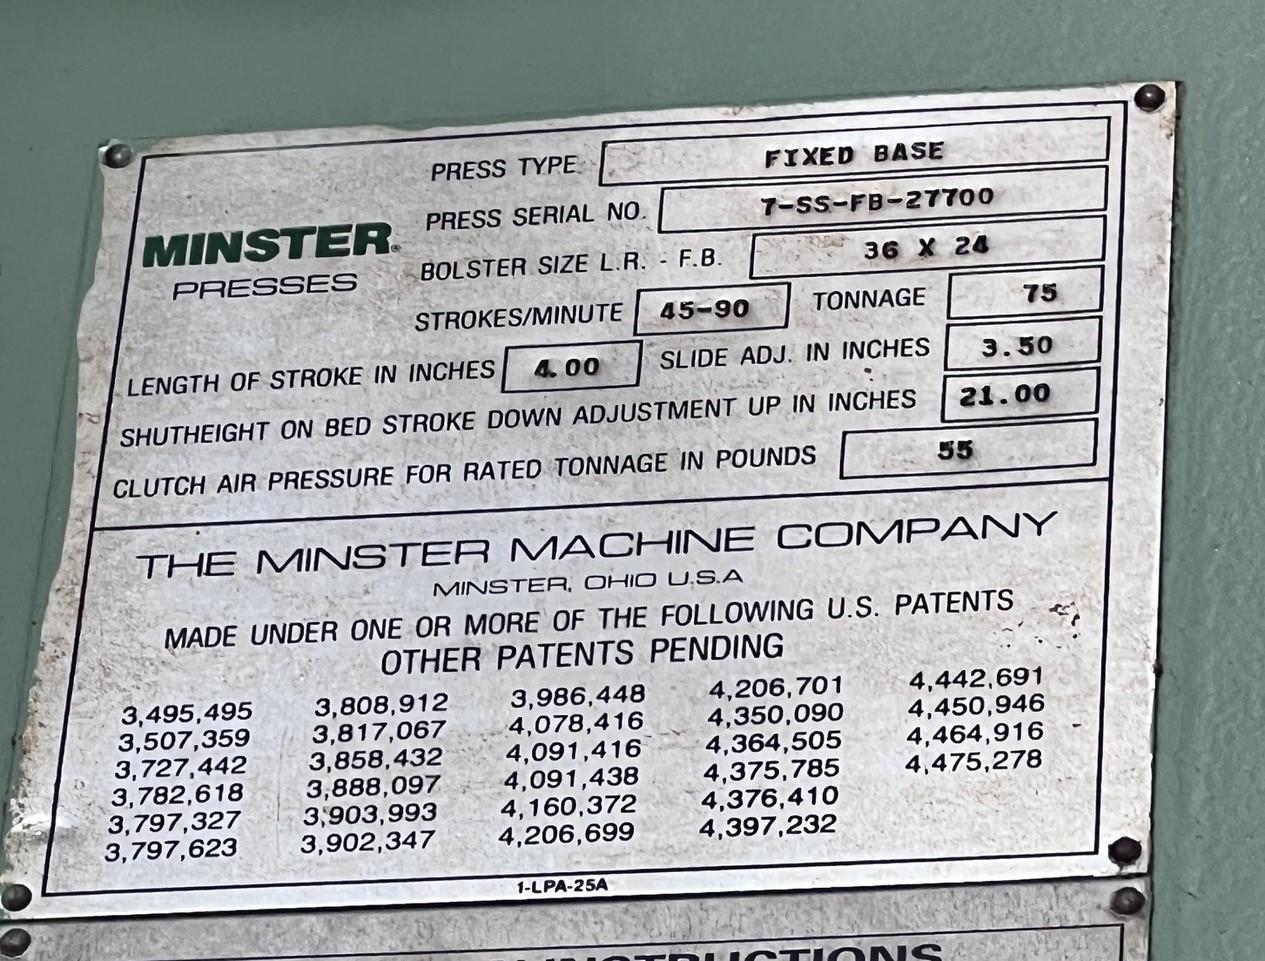 PRESS TYPE FIXED BASE
PRESS SERIAL NO. 7-SS-FB-27700
MINSTER®
PRESSES
BOLSTER SIZE L.R. - F.B. 36 X 24
STROKES/MINUTE 45-90 TONNAGE 75
LENGTH OF STROKE IN INCHES 4.00 SLIDE ADJ. IN INCHES 3.50
SHUTHEIGHT ON BED STROKE DOWN ADJUSTMENT UP IN INCHES 21.00
CLUTCH AIR PRESSURE FOR RATED TONNAGE IN POUNDS 55
THE MINSTER MACHINE COMPANY
MINSTER, OHIO U.S.A
MADE UNDER ONE OR MORE OF THE FOLLOWING U.S. PATENTS
OTHER PATENTS PENDING
3,495,495 3,808,912 3,986,448 4,206,701 4,442,691
3,507,359 3,817,067 4,078,416 4,350,090 4,450,946
3,727,442 3,858,432 4,091,416 4,364,505 4,464,916
3,782,618 3,888,097 4,091,438 4,375,785 4,475,278
3,797,327 3,903,993 4,160,372 4,376,410
3,797,623 3,902,347 4,206,699 4,397,232
1-LPA-25A
INSTRUCTIONS